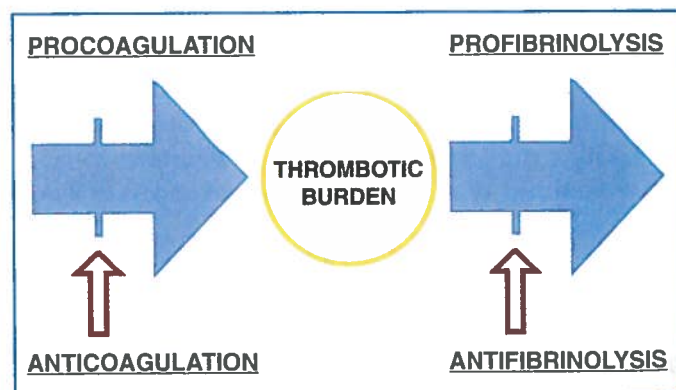 PROCOAGULATION
PROFIBRINOLYSIS
THROMBOTIC
BURDEN
ANTICOAGULATION
ANTIFIBRINOLYSIS